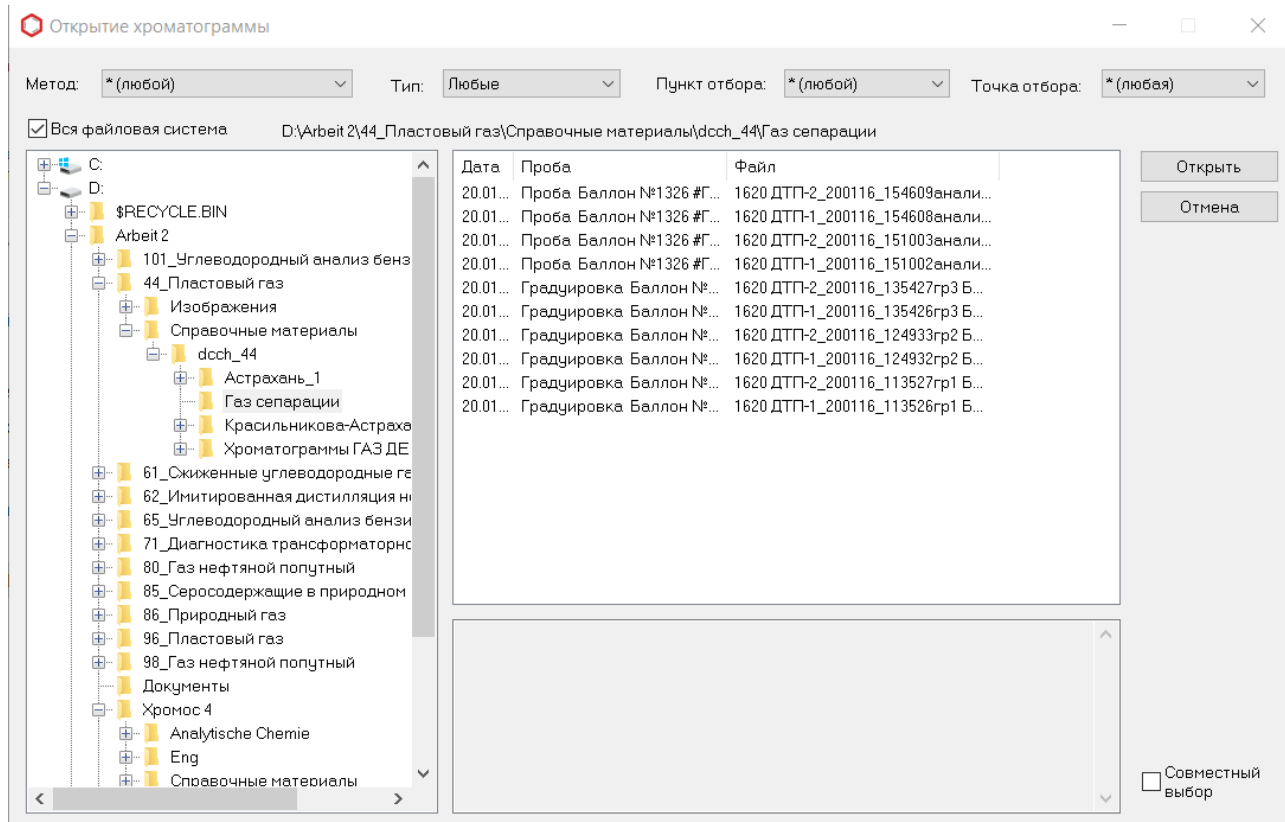 Открытие хроматограммы
Метод: * (любой) Тип: Любые Пункт отбора: * (любой) Точка отбора: * (любая)
Вся файловая система D:\Arbeit 2\44_Пластовый газ\Справочные материалы\dcch_44\Газ сепарации
C:
D:
$RECYCLE.BIN
Arbeit 2
101_Углеводородный анализ бенз
44_Пластовый газ
Изображения
Справочные материалы
dcch_44
Астрахань_1
Газ сепарации
Красильникова-Астраха
Хроматограммы ГАЗ ДЕ
61_Сжиженные углеводородные га
62_Имитированная дистилляция н
65_Углеводородный анализ бензи
71_Диагностика трансформаторно
80_Газ нефтяной попутный
85_Серосодержащие в природном
86_Природный газ
96_Пластовый газ
98_Газ нефтяной попутный
Документы
Хромос 4
Analytische Chemie
Eng
Справочные материалы
Дата Проба Файл
20.01... Проба Баллон №1326 #Г... 1620 ДТП-2_200116_154609анали...
20.01... Проба Баллон №1326 #Г... 1620 ДТП-1_200116_154608анали...
20.01... Проба Баллон №1326 #Г... 1620 ДТП-2_200116_151003анали...
20.01... Проба Баллон №1326 #Г... 1620 ДТП-1_200116_151002анали...
20.01... Градуировка Баллон №... 1620 ДТП-2_200116_135427гр3 Б...
20.01... Градуировка Баллон №... 1620 ДТП-1_200116_135426гр3 Б...
20.01... Градуировка Баллон №... 1620 ДТП-2_200116_124933гр2 Б...
20.01... Градуировка Баллон №... 1620 ДТП-1_200116_124932гр2 Б...
20.01... Градуировка Баллон №... 1620 ДТП-2_200116_113527гр1 Б...
20.01... Градуировка Баллон №... 1620 ДТП-1_200116_113526гр1 Б...
Открыть
Отмена
Совместный
выбор